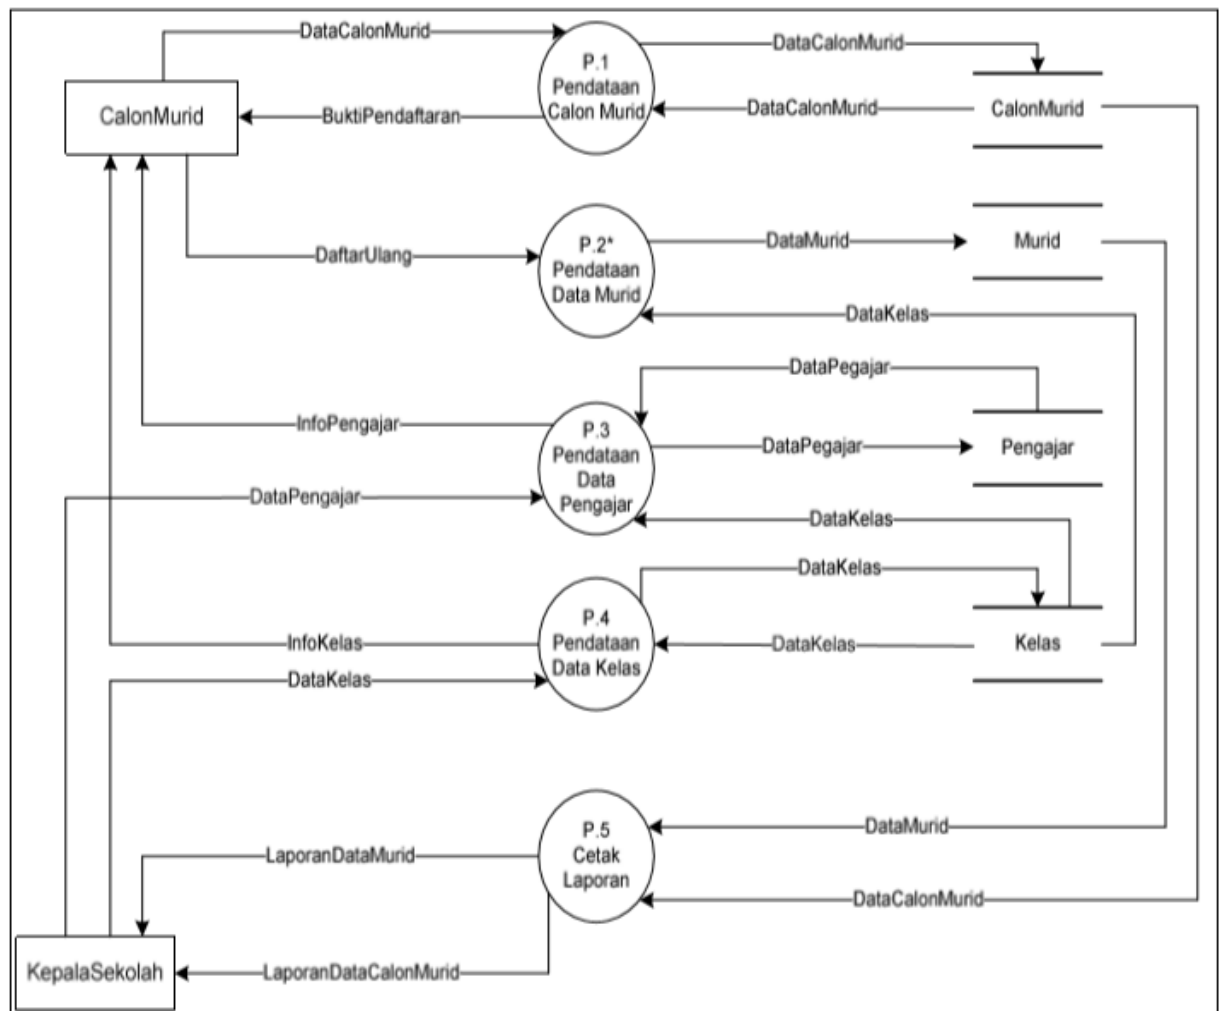 DataCalonMurid
P.1
Pendataan
Calon Murid
DataCalonMurid
CalonMurid
BuktiPendaftaran
DataCalonMurid
CalonMurid
DaftarUlang
P.2*
Pendataan
Data Murid
DataMurid
Murid
DataKelas
DataPegajar
InfoPengajar
P.3
Pendataan
Data
Pengajar
DataPegajar
Pengajar
DataPengajar
DataKelas
DataKelas
P.4
Pendataan
Data Kelas
InfoKelas
DataKelas
Kelas
DataKelas
P.5
Cetak
Laporan
DataMurid
LaporanDataMurid
DataCalonMurid
KepalaSekolah
LaporanDataCalonMurid